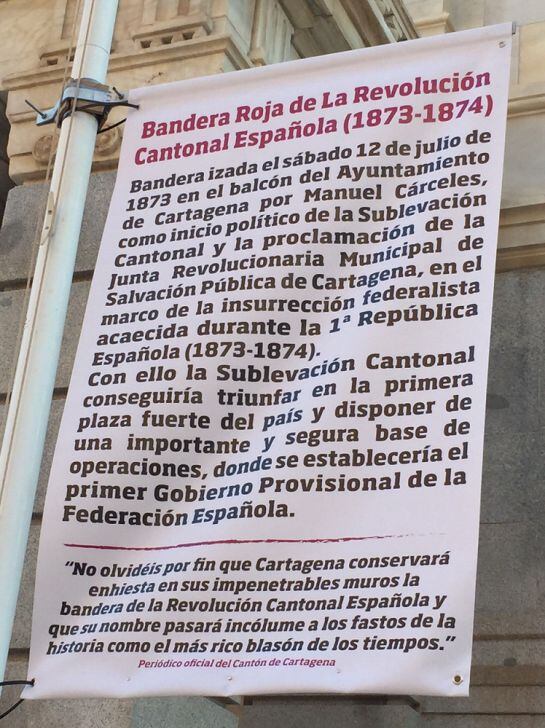 Bandera Roja de La Revolución
Cantonal Española (1873-1874)
Bandera izada el sábado 12 de julio de
1873 en el balcón del Ayuntamiento
de Cartagena por Manuel Cárceles,
como inicio político de la Sublevación
Cantonal y la proclamación de la
Junta Revolucionaria Municipal de
Salvación Pública de Cartagena, en el
marco de la insurrección federalista
acaecida durante la 1ª República
Española (1873-1874).
Con ello la Sublevación Cantonal
conseguiría triunfar en la primera
plaza fuerte del país y disponer de
una importante y segura base de
operaciones, donde se establecería el
primer Gobierno Provisional de la
Federación Española.
“No olvidéis por fin que Cartagena conservará
enhiesta en sus impenetrables muros la
bandera de la Revolución Cantonal Española y
que su nombre pasará incólume a los fastos de la
historia como el más rico blasón de los tiempos.”
Periódico oficial del Cantón de Cartagena